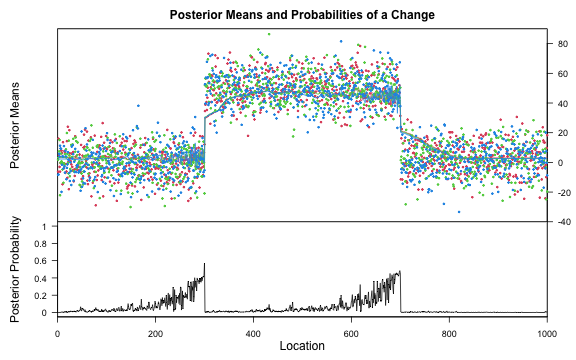 Posterior Means and Probabilities of a Change
Posterior Means
80
60
40
20
0
-20
-40
Posterior Probability
1
0.8
0.6
0.4
0.2
0
0 200 400 600 800 1000
Location